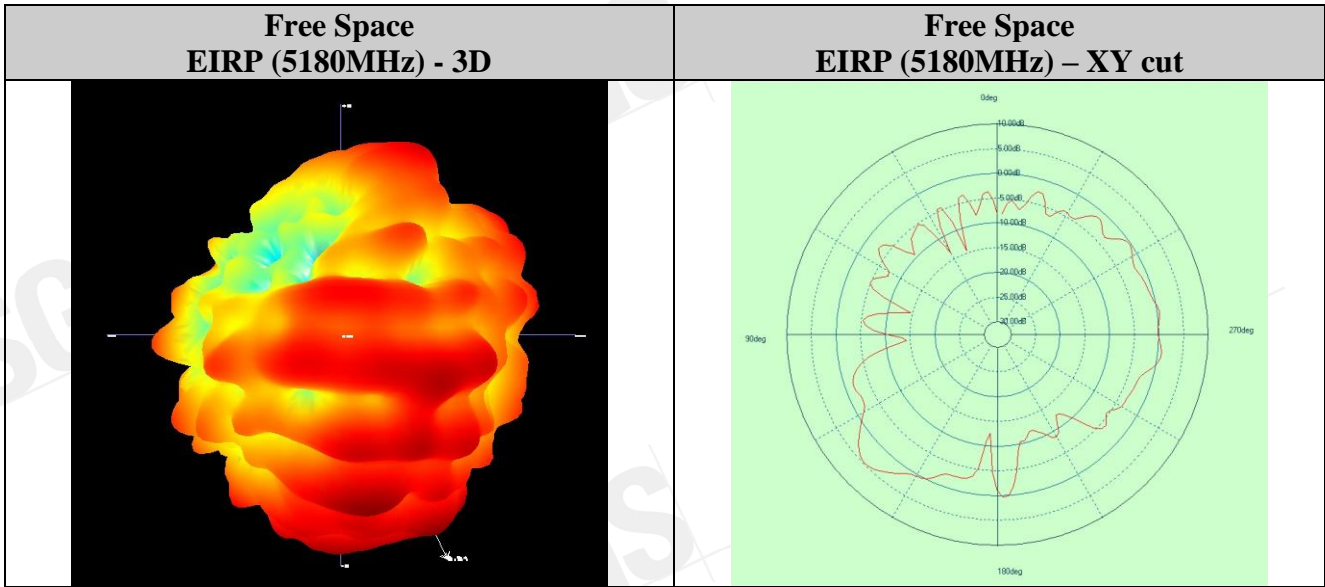 Free Space
EIRP (5180MHz) - 3D
Free Space
EIRP (5180MHz) – XY cut
0deg
10.00dB
5.00dB
0.00dB
5.00dB
10.00dB
15.00dB
20.00dB
25.00dB
30.00dB
90deg
270deg
180deg